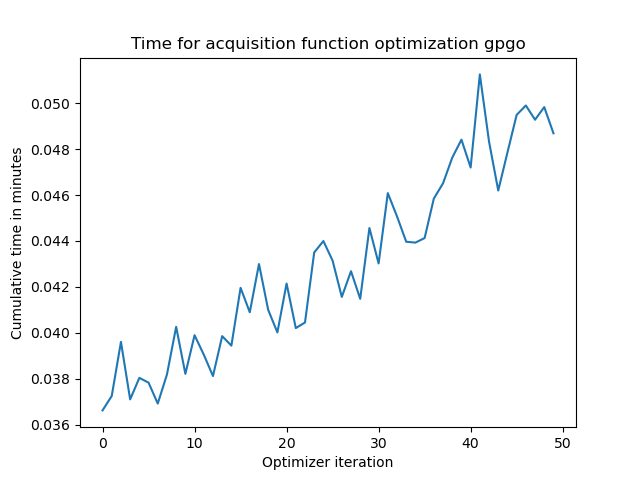 Time for acquisition function optimization gpgo
0.050
0.048
0.046
0.044
0.042
0.040
0.038
0.036
Cumulative time in minutes
0 10 20 30 40 50
Optimizer iteration